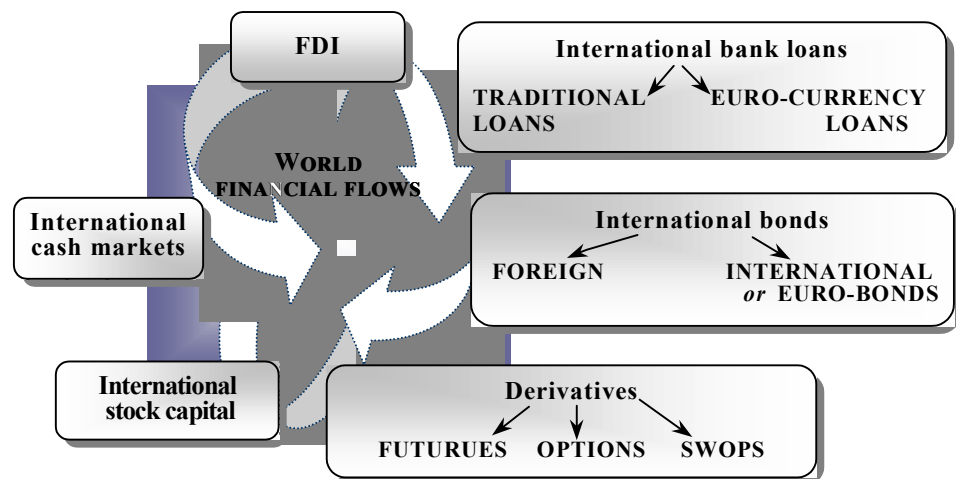 FDI
International bank loans
TRADITIONAL EURO-CURRENCY
LOANS LOANS
WORLD
FINANCIAL FLOWS
International
cash markets
International bonds
FOREIGN INTERNATIONAL
or EURO-BONDS
International
stock capital
Derivatives
FUTURUES OPTIONS SWOPS